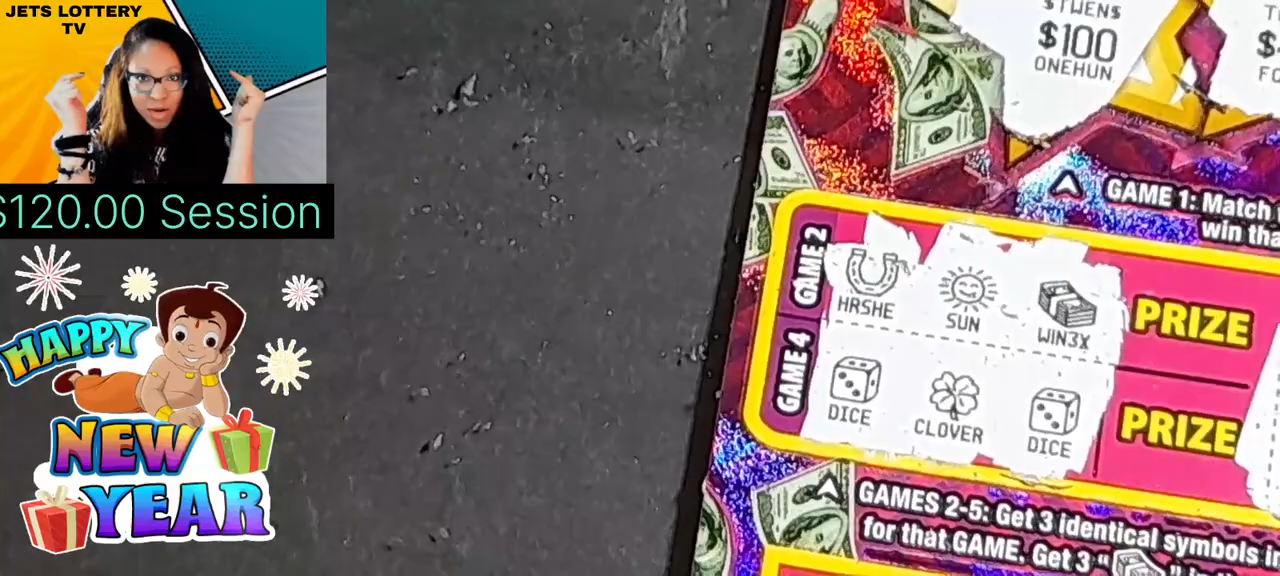 JETS LOTTERY
TV
$120.00 Session
HAPPY
NEW
YEAR
$100
ONEHUN
GAME 1: Match
win tha
GAME 2
HRSHE
SUN
WIN3X
PRIZE
GAME 4
DICE
CLOVER
DICE
PRIZE
GAMES 2-5: Get 3 identical symbols in
for that GAME. Get 3 "